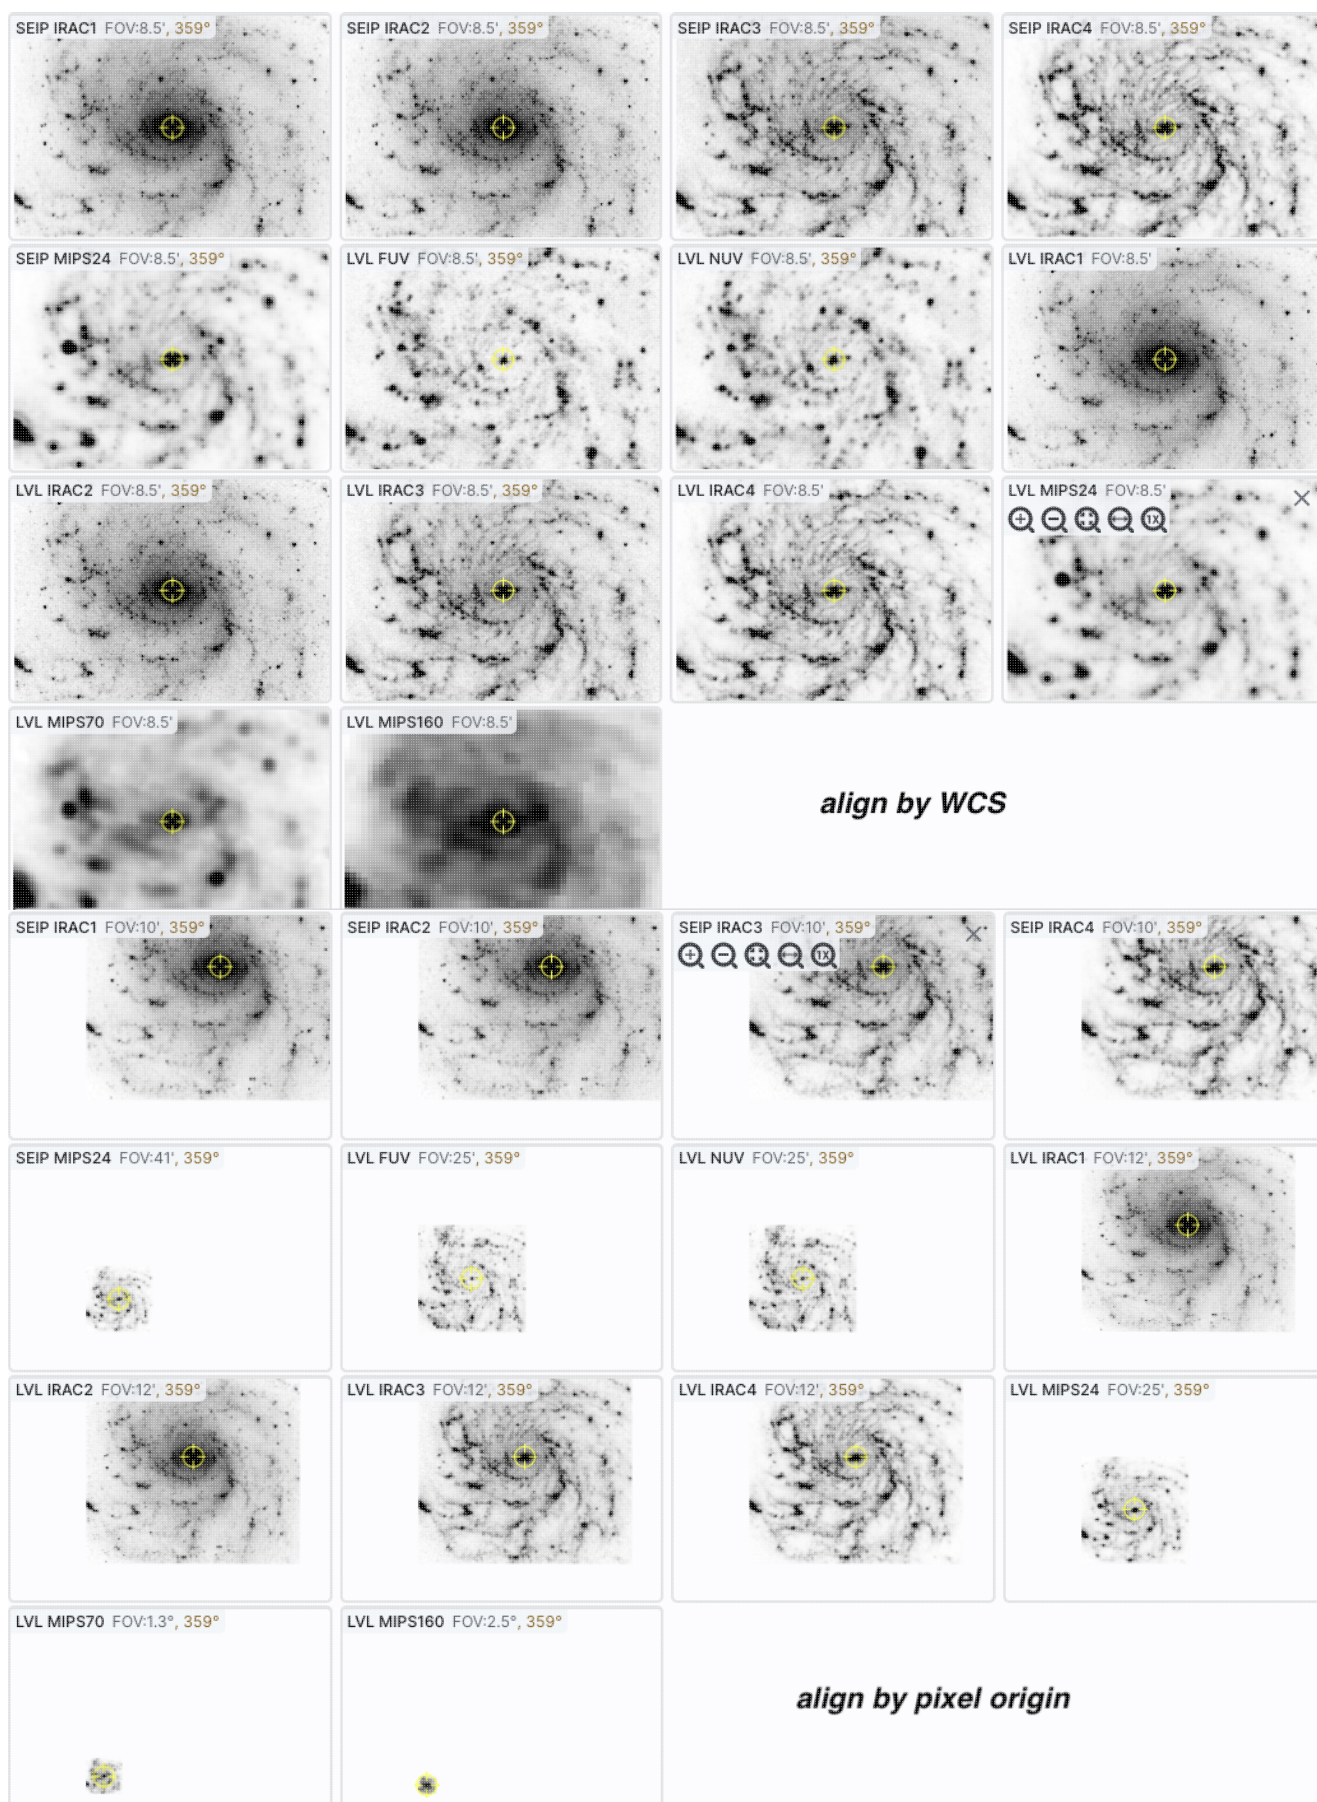 SEIP IRAC1 FOV:8.5', 359°
SEIP IRAC2 FOV:8.5', 359°
SEIP IRAC3 FOV:8.5', 359°
SEIP IRAC4 FOV:8.5', 359°
SEIP MIPS24 FOV:8.5', 359°
LVL FUV FOV:8.5', 359°
LVL NUV FOV:8.5', 359°
LVL IRAC1 FOV:8.5'
LVL IRAC2 FOV:8.5', 359°
LVL IRAC3 FOV:8.5', 359°
LVL IRAC4 FOV:8.5'
LVL MIPS24 FOV:8.5'
1X
LVL MIPS70 FOV:8.5'
LVL MIPS160 FOV:8.5'
align by WCS
SEIP IRAC1 FOV:10', 359°
SEIP IRAC2 FOV:10', 359°
SEIP IRAC3 FOV:10', 359°
1X
SEIP IRAC4 FOV:10', 359°
SEIP MIPS24 FOV:41', 359°
LVL FUV FOV:25', 359°
LVL NUV FOV:25', 359°
LVL IRAC1 FOV:12', 359°
LVL IRAC2 FOV:12', 359°
LVL IRAC3 FOV:12', 359°
LVL IRAC4 FOV:12', 359°
LVL MIPS24 FOV:25', 359°
LVL MIPS70 FOV:1.3°, 359°
LVL MIPS160 FOV:2.5°, 359°
align by pixel origin